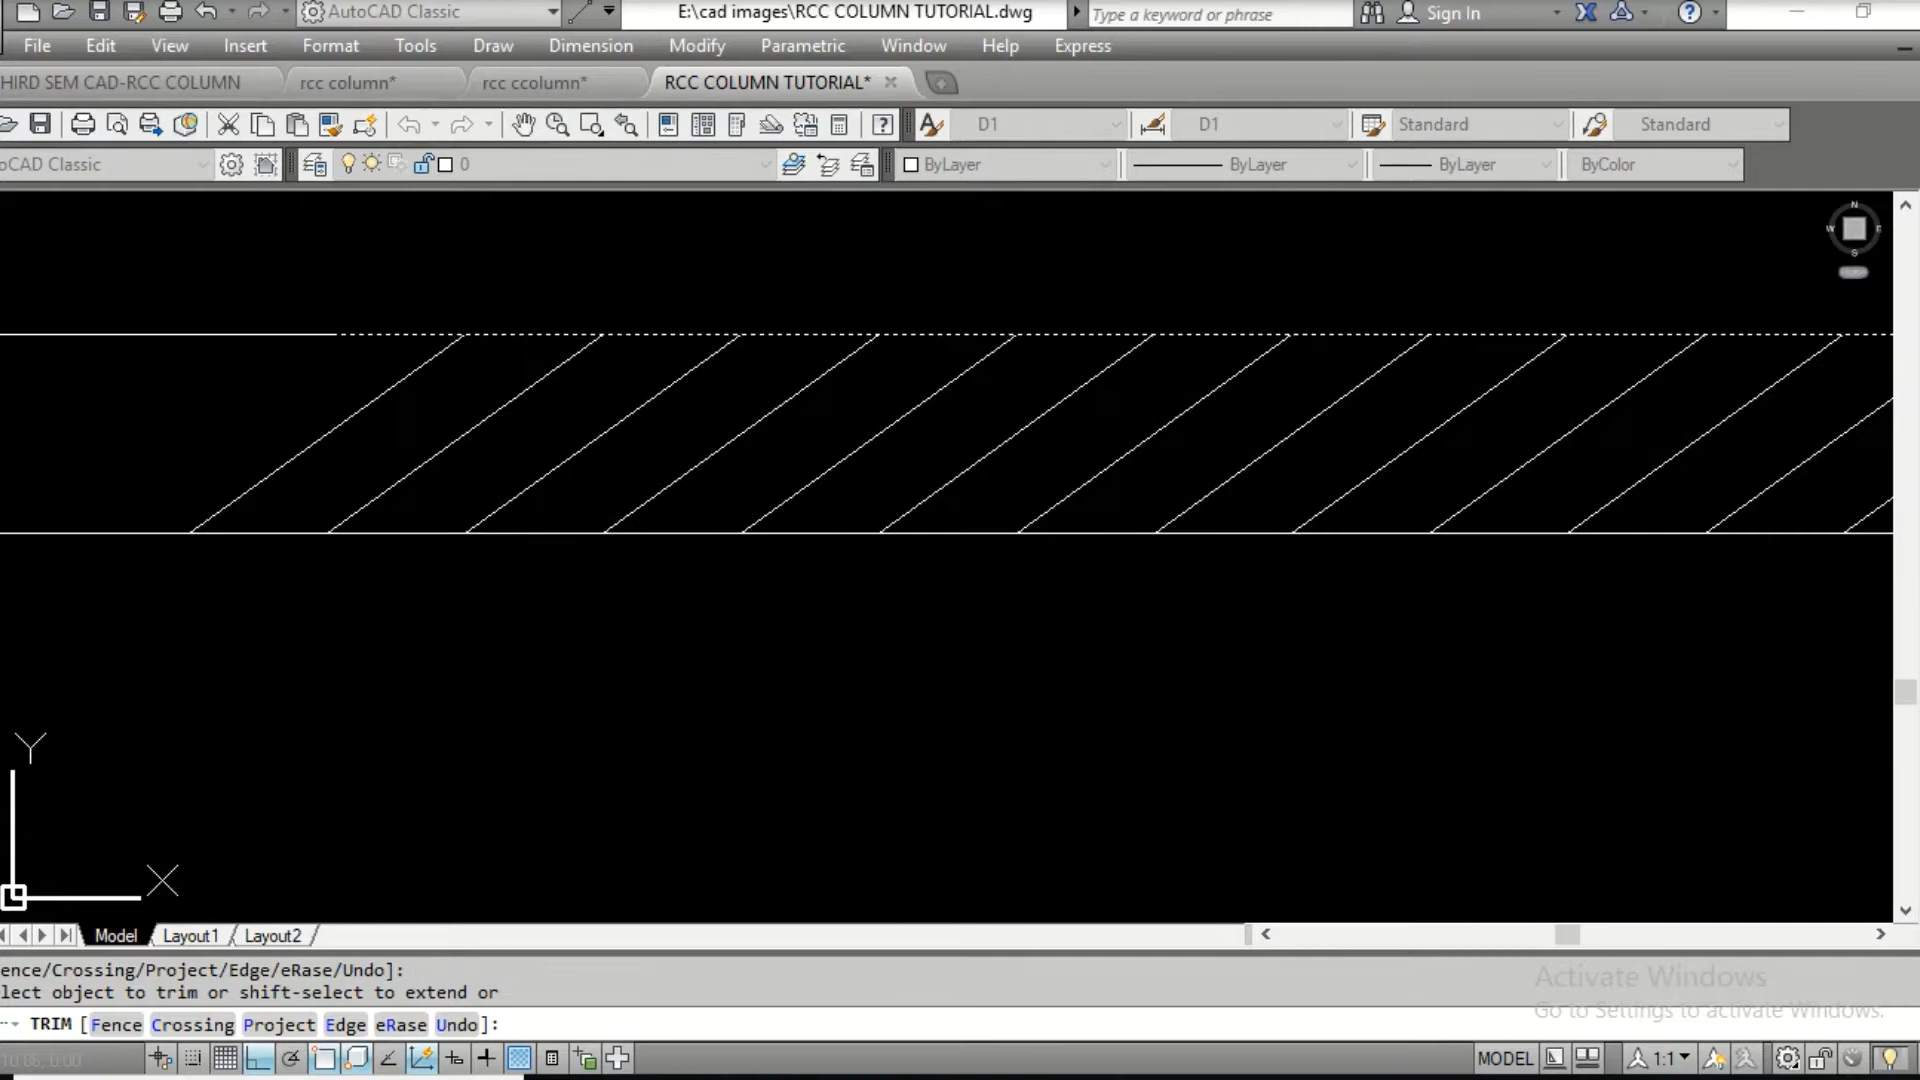 AutoCAD Classic E:\cad images\RCC COLUMN TUTORIAL.dwg Type a keyword or phrase Sign In
File Edit View Insert Format Tools Draw Dimension Modify Parametric Window Help Express
HIRD SEM CAD-RCC COLUMN rcc column* rcc ccolumn* RCC COLUMN TUTORIAL*
D1 D1 Standard Standard
oCAD Classic 0 ByLayer ByLayer ByLayer ByColor
N
W
S
Y
X
Model Layout1 Layout2
ence/Crossing/Project/Edge/eRase/Undo]:
lect object to trim or shift-select to extend or
TRIM [Fence Crossing Project Edge eRase Undo]:
Activate Windows
Go to Settings to activate Windows.
MODEL 1:1